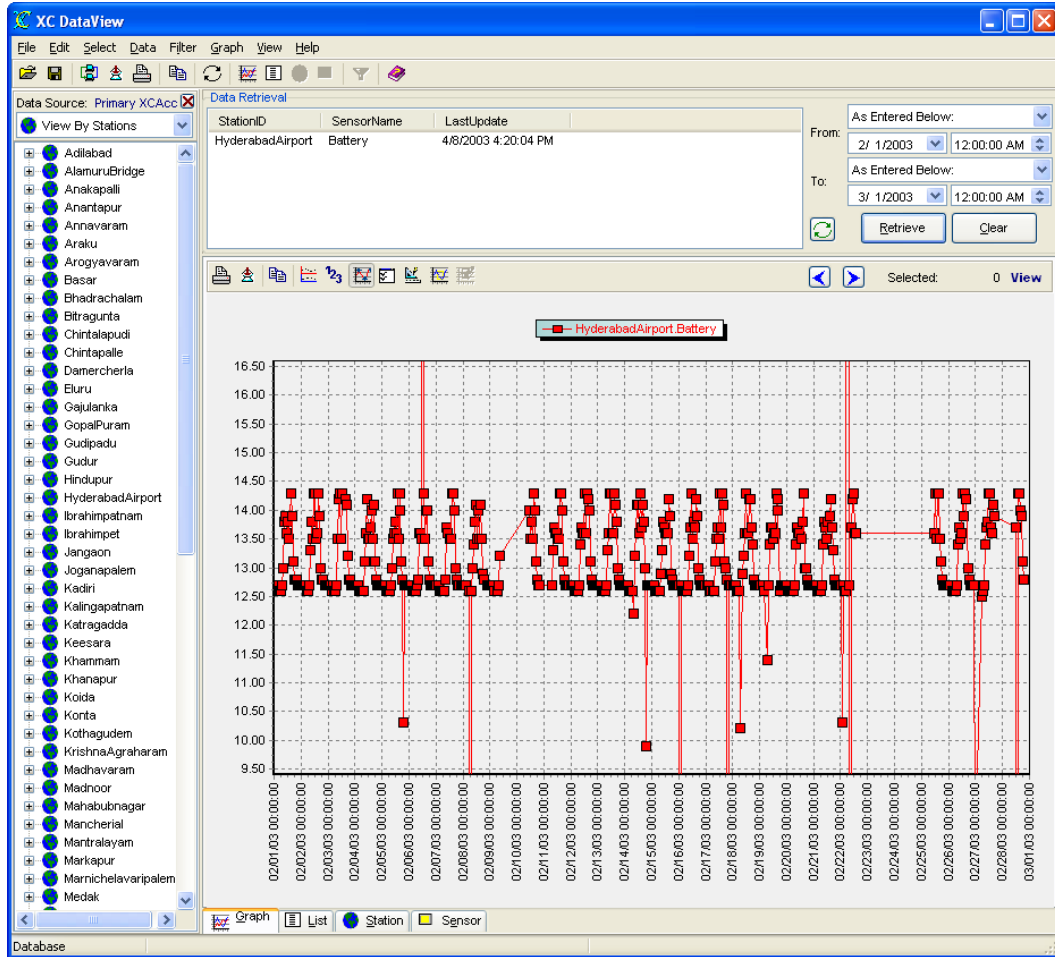 XC DataView
File Edit Select Data Filter Graph View Help
Data Source: Primary XCAcc
View By Stations
Adilabad
AlamuruBridge
Anakapalli
Anantapur
Annavaram
Araku
Arogyavaram
Basar
Bhadrachalam
Bitragunta
Chintalapudi
Chintapalle
Damercherla
Eluru
Gajulanka
GopalPuram
Gudipadu
Gudur
Hindupur
HyderabadAirport
Ibrahimpatnam
Ibrahimpet
Jangaon
Joganapalem
Kadiri
Kalingapatnam
Katragadda
Keesara
Khammam
Khanapur
Koida
Konta
Kothagudem
KrishnaAgraharam
Madhavaram
Madnoor
Mahabubnagar
Mancherial
Mantralayam
Markapur
Marnichelavaripalem
Medak
Data Retrieval
StationID SensorName LastUpdate
HyderabadAirport Battery 4/8/2003 4:20:04 PM
From:
As Entered Below:
2/ 1/2003 12:00:00 AM
To:
As Entered Below:
3/ 1/2003 12:00:00 AM
Retrieve Clear
1/23
Selected: 0 View
HyderabadAirport.Battery
16.50
16.00
15.50
15.00
14.50
14.00
13.50
13.00
12.50
12.00
11.50
11.00
10.50
10.00
9.50
02/01/03 00:00:00
02/02/03 00:00:00
02/03/03 00:00:00
02/04/03 00:00:00
02/05/03 00:00:00
02/06/03 00:00:00
02/07/03 00:00:00
02/08/03 00:00:00
02/09/03 00:00:00
02/10/03 00:00:00
02/11/03 00:00:00
02/12/03 00:00:00
02/13/03 00:00:00
02/14/03 00:00:00
02/15/03 00:00:00
02/16/03 00:00:00
02/17/03 00:00:00
02/18/03 00:00:00
02/19/03 00:00:00
02/20/03 00:00:00
02/21/03 00:00:00
02/22/03 00:00:00
02/23/03 00:00:00
02/24/03 00:00:00
02/25/03 00:00:00
02/26/03 00:00:00
02/27/03 00:00:00
02/28/03 00:00:00
03/01/03 00:00:00
Graph List Station Sensor
Database